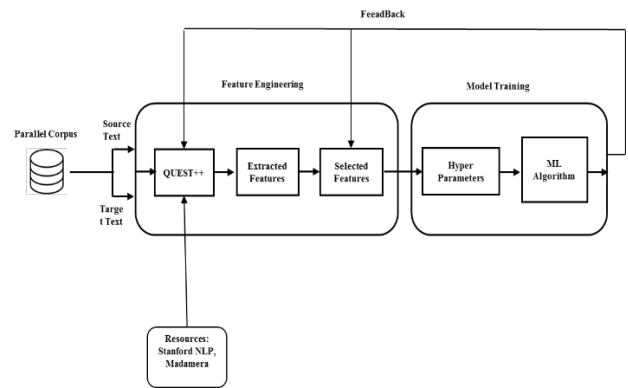 FeeadBack
Feature Engineering
Model Training
Parallel Corpus
Source
Text
QUEST++
Extracted
Features
Selected
Features
Hyper
Parameters
ML
Algorithm
Targe
t Text
Resources:
Stanford NLP,
Madamera